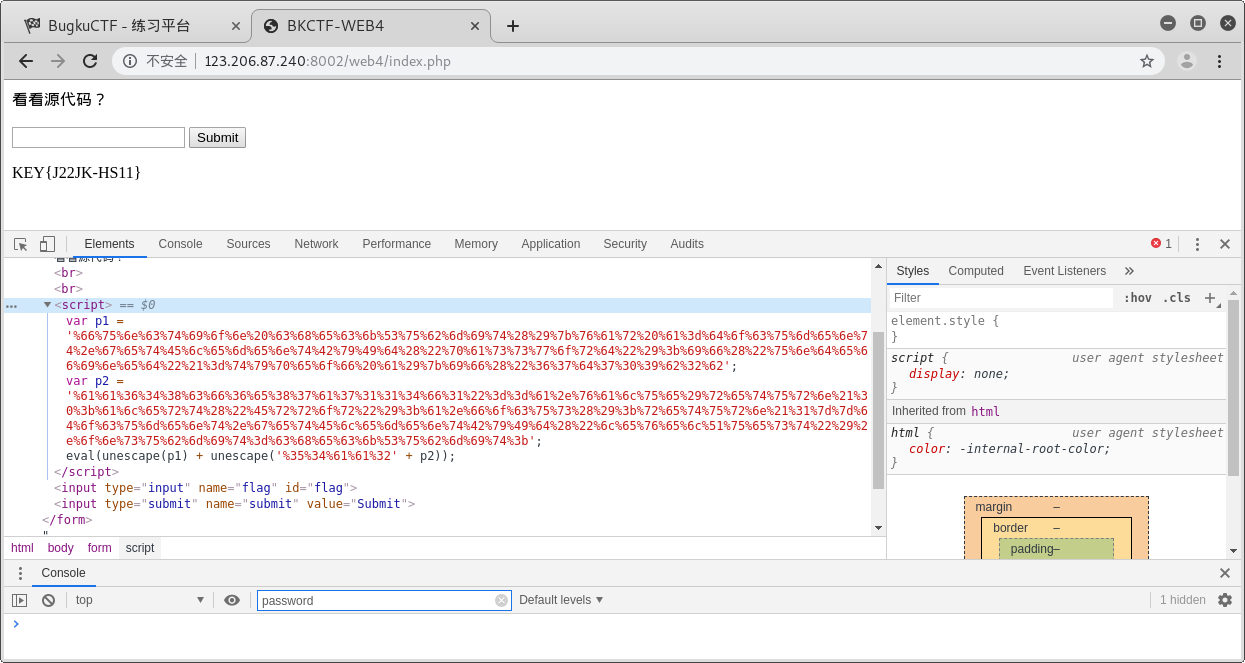 BugkuCTF - 练习平台
BKCTF-WEB4
不安全 123.206.87.240:8002/web4/index.php
看看源代码？
Submit
KEY{J22JK-HS11}
Elements Console Sources Network Performance Memory Application Security Audits 1
<br>
<br>
... <script> == $0
var p1 =
'%66%75%6e%63%74%69%6f%6e%20%63%68%65%63%6b%53%75%62%6d%69%74%28%29%7b%76%61%72%20%61%3d%64%6f%63%75%6d%65%6e%7
4%2e%67%65%74%45%6c%65%6d%65%6e%74%42%79%49%64%28%22%70%61%73%73%77%6f%72%64%22%29%3b%69%66%28%22%75%6e%64%65%6
6%69%6e%65%64%22%21%3d%74%79%70%65%6f%66%20%61%29%7b%69%66%28%22%36%37%64%37%30%39%62%32%62';
var p2 =
'%61%61%36%34%38%63%66%36%65%38%37%61%37%31%31%34%66%31%22%3d%3d%61%2e%76%61%6c%75%65%29%72%65%74%75%72%6e%21%3
0%3b%61%6c%65%72%74%28%22%45%72%72%6f%72%22%29%3b%61%2e%66%6f%63%75%73%28%29%3b%72%65%74%75%72%6e%21%31%7d%7d%6
4%6f%63%75%6d%65%6e%74%2e%67%65%74%45%6c%65%6d%65%6e%74%42%79%49%64%28%22%6c%65%76%65%6c%51%75%65%73%74%22%29%2
e%6f%6e%73%75%62%6d%69%74%3d%63%68%65%63%6b%53%75%62%6d%69%74%3b';
eval(unescape(p1) + unescape('%35%34%61%61%32' + p2));
</script>
<input type="input" name="flag" id="flag">
<input type="submit" name="submit" value="Submit">
</form>
"
html body form script
Styles Computed Event Listeners »
Filter :hov .cls +
element.style {
}
script { user agent stylesheet
display: none;
}
Inherited from html
html { user agent stylesheet
color: -internal-root-color;
}
margin –
border –
padding–
Console
top password Default levels 1 hidden